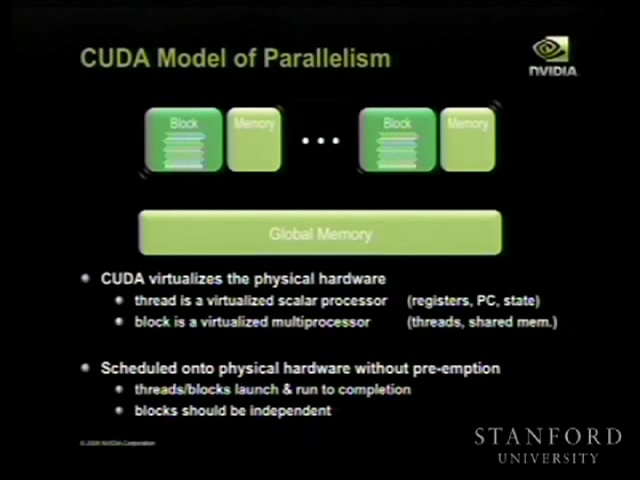 CUDA Model of Parallelism
NVIDIA
Block
Memory
Block
Memory
Global Memory
CUDA virtualizes the physical hardware
thread is a virtualized scalar processor (registers, PC, state)
block is a virtualized multiprocessor (threads, shared mem.)
Scheduled onto physical hardware without pre-emption
threads/blocks launch & run to completion
blocks should be independent
NVIDIA Corporation
STANFORD
UNIVERSITY